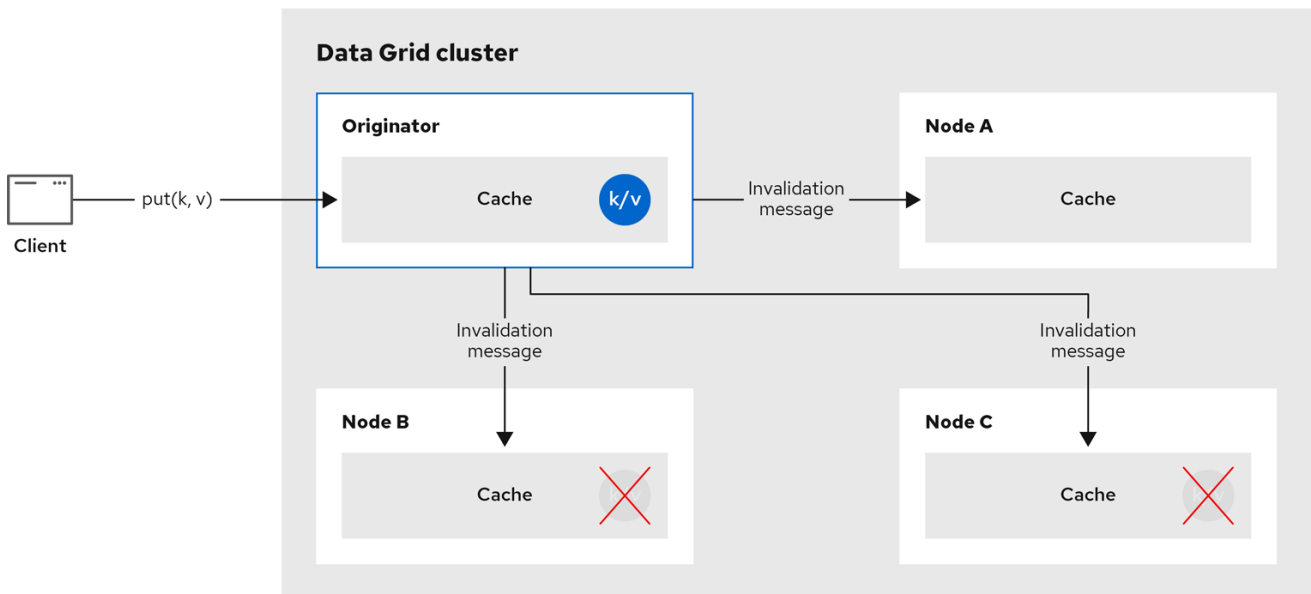 Data Grid cluster
Originator
Node A
Cache
k/v
Invalidation
message
Cache
put(k, v)
Client
Invalidation
message
Invalidation
message
Node B
Node C
Cache
Cache